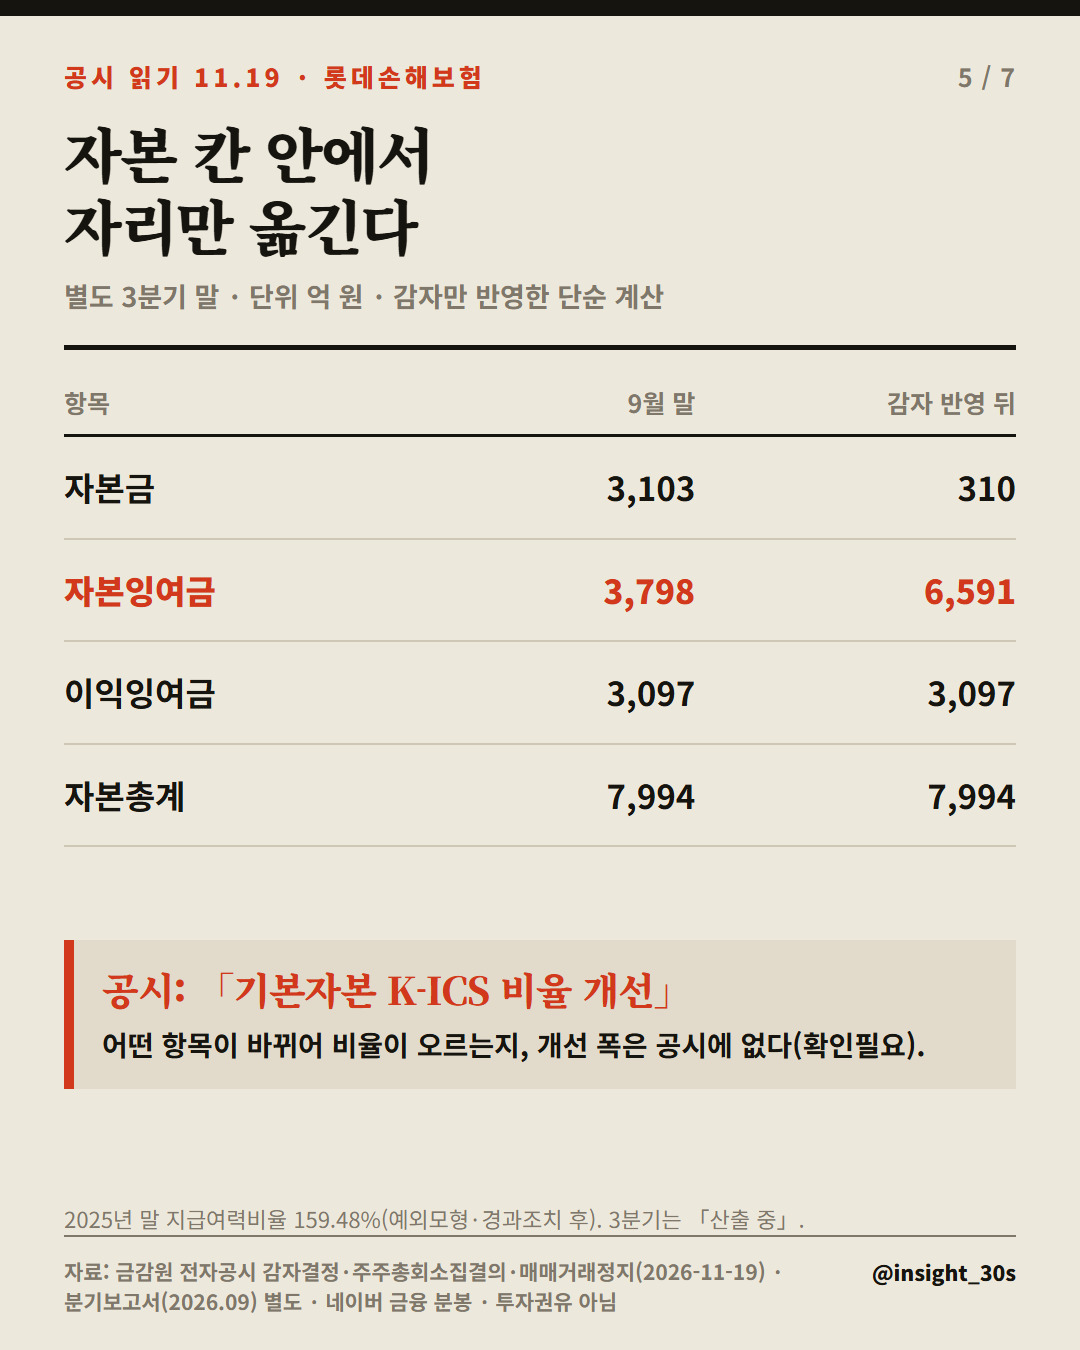 공시 읽기 11.19 · 롯데손해보험
5 / 7
자본 칸 안에서
자리만 옮긴다
별도 3분기 말 · 단위 억 원 · 감자만 반영한 단순 계산
항목 9월 말 감자 반영 뒤
자본금 3,103 310
자본잉여금 3,798 6,591
이익잉여금 3,097 3,097
자본총계 7,994 7,994
공시: 「기본자본 K-ICS 비율 개선」
어떤 항목이 바뀌어 비율이 오르는지, 개선 폭은 공시에 없다(확인필요).
2025년 말 지급여력비율 159.48%(예외모형·경과조치 후). 3분기는 「산출 중」.
자료: 금감원 전자공시 감자결정·주주총회소집결의·매매거래정지(2026-11-19) ·
분기보고서(2026.09) 별도 · 네이버 금융 분봉 · 투자권유 아님
@insight_30s